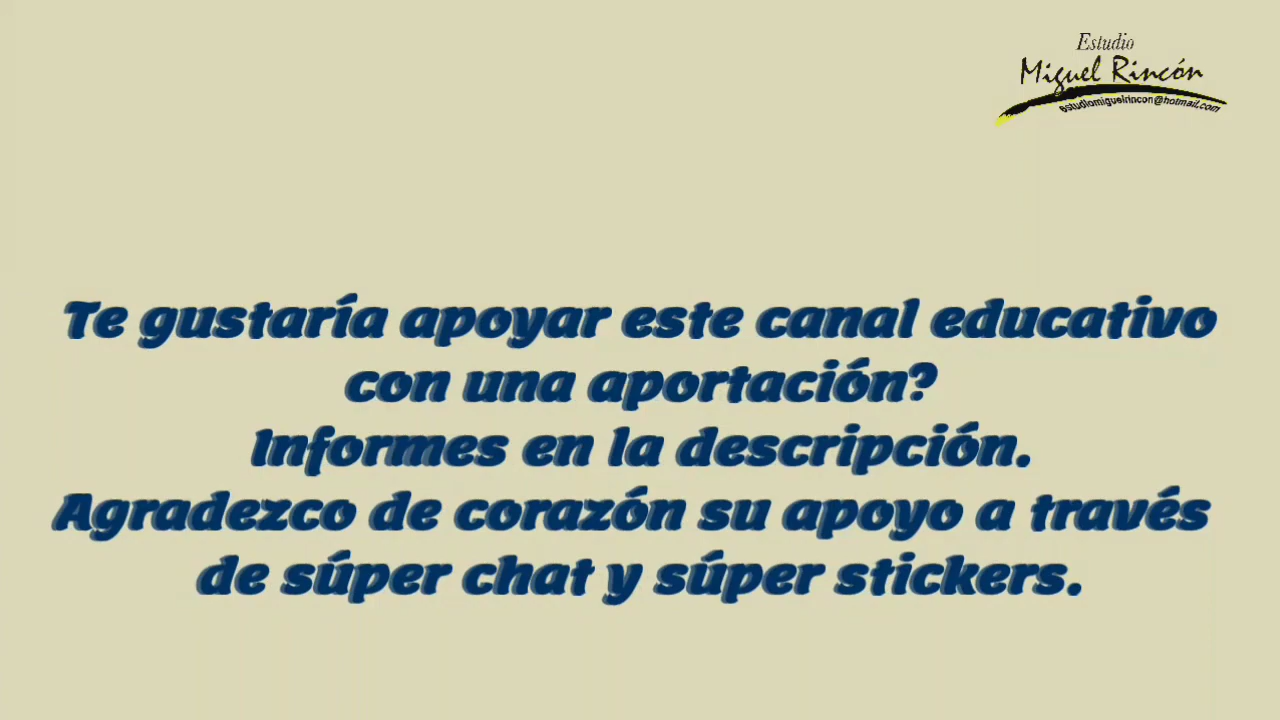 Estudio
Miguel Rincón
estudiomiguelrincon@hotmail.com
Te gustaría apoyar este canal educativo
con una aportación?
Informes en la descripción.
Agradezco de corazón su apoyo a través
de súper chat y súper stickers.